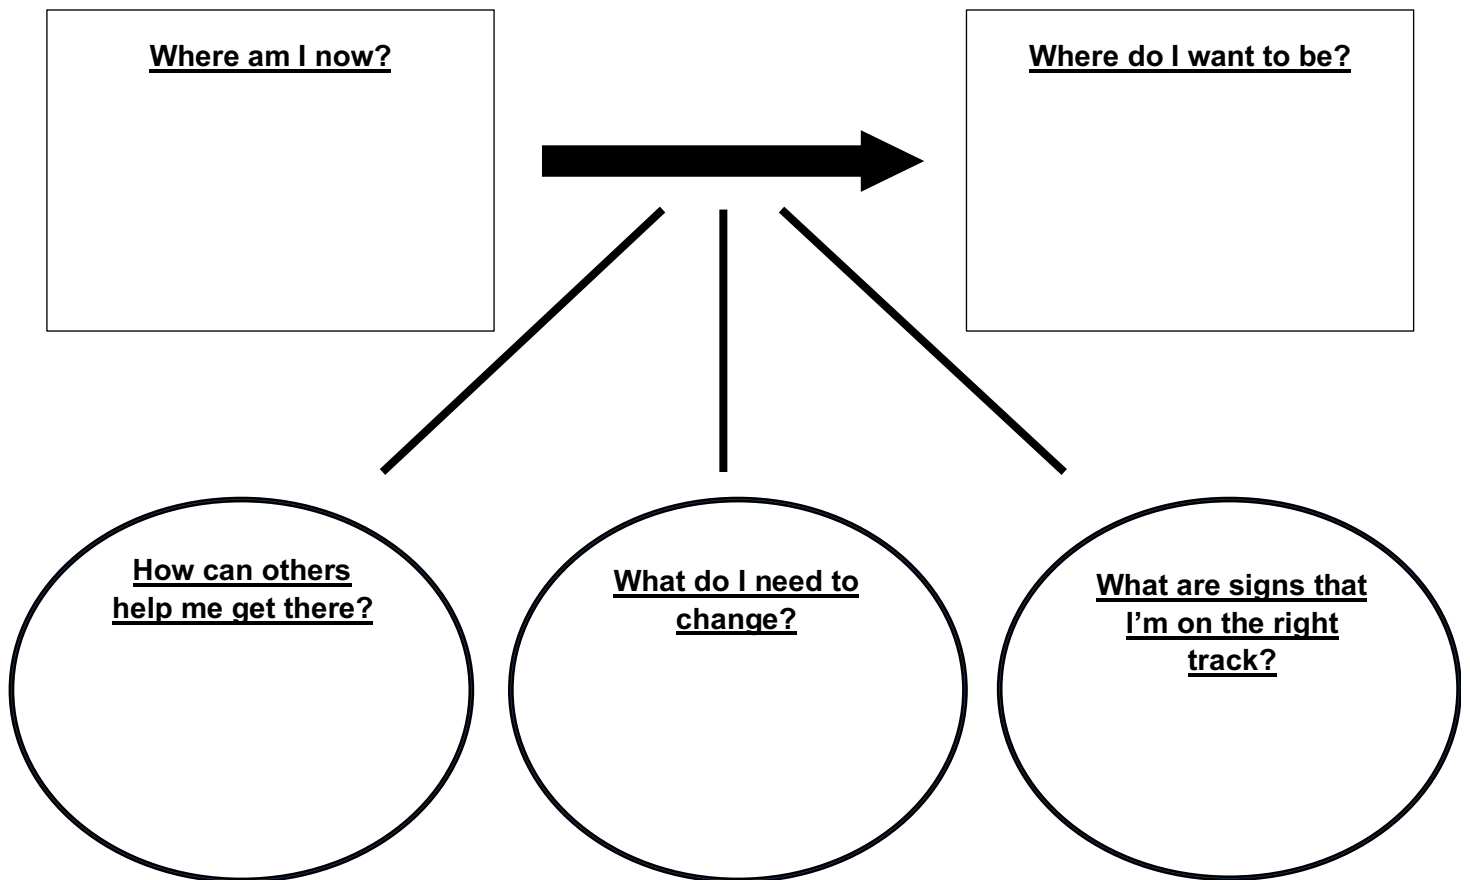 Where am I now?
Where do I want to be?
How can others
help me get there?
What do I need to
change?
What are signs that
I’m on the right
track?